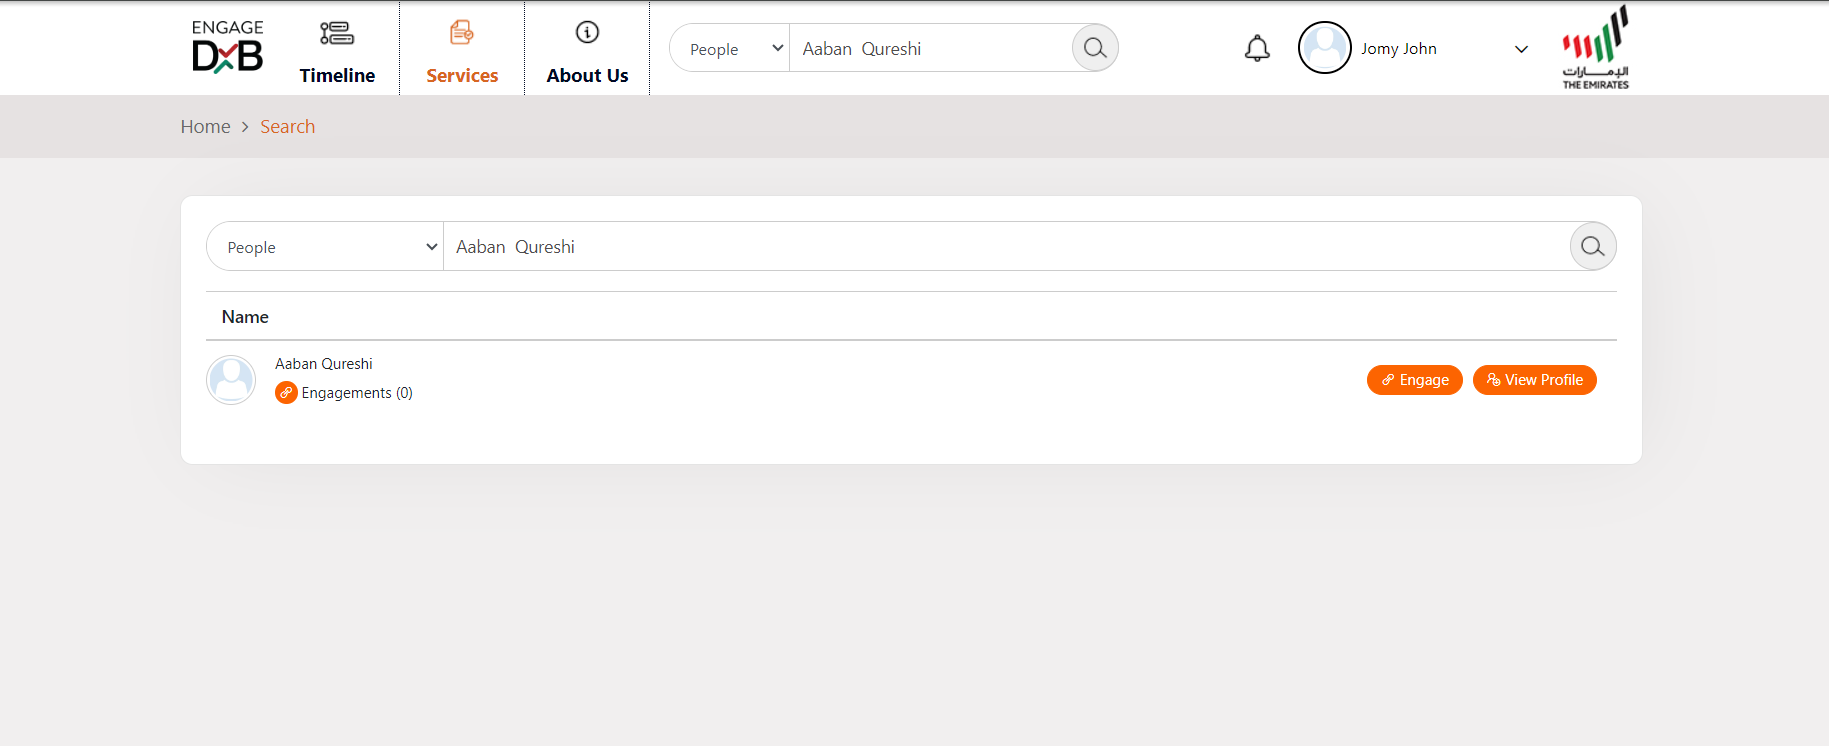 ENGAGE
DXB
Timeline
Services
About Us
People
Aaban  Qureshi
Jomy John
الإمارات
THE EMIRATES
Home > Search
People
Aaban  Qureshi
Name
Aaban Qureshi
Engagements (0)
Engage
View Profile